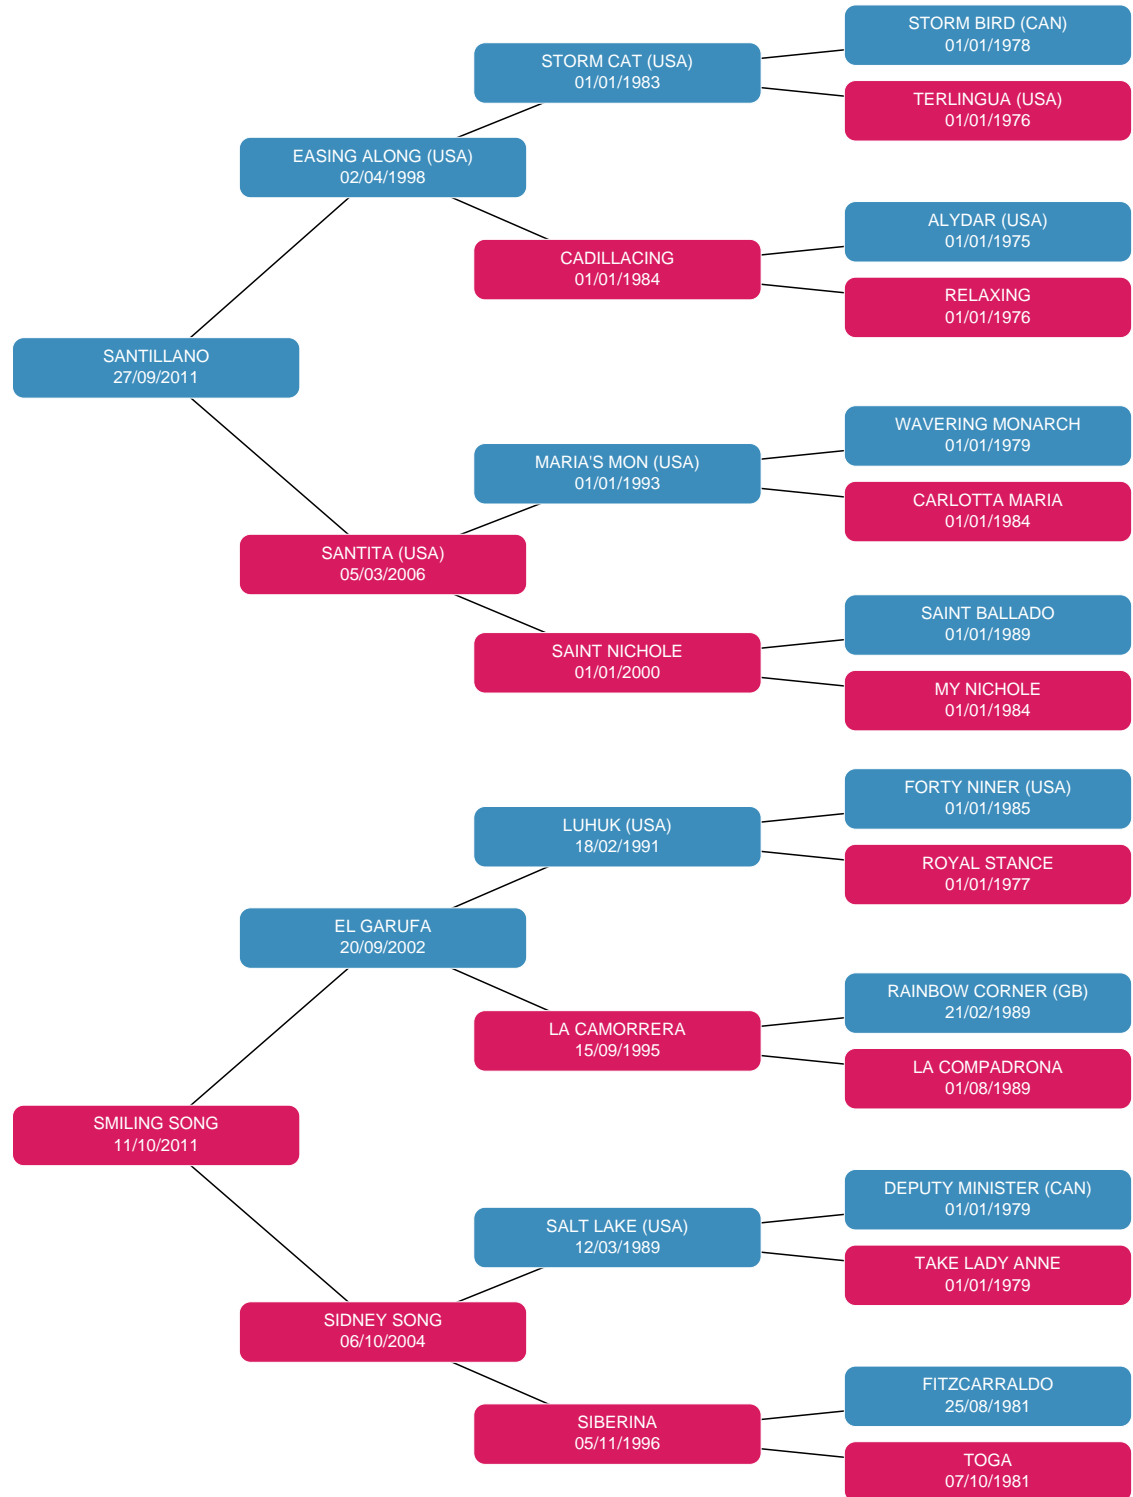 STORM BIRD (CAN)
01/01/1978
STORM CAT (USA)
01/01/1983
TERLINGUA (USA)
01/01/1976
EASING ALONG (USA)
02/04/1998
ALYDAR (USA)
01/01/1975
CADILLACING
01/01/1984
RELAXING
01/01/1976
SANTILLANO
27/09/2011
WAVERING MONARCH
01/01/1979
MARIA'S MON (USA)
01/01/1993
CARLOTTA MARIA
01/01/1984
SANTITA (USA)
05/03/2006
SAINT BALLADO
01/01/1989
SAINT NICHOLE
01/01/2000
MY NICHOLE
01/01/1984
FORTY NINER (USA)
01/01/1985
LUHUK (USA)
18/02/1991
ROYAL STANCE
01/01/1977
EL GARUFA
20/09/2002
RAINBOW CORNER (GB)
21/02/1989
LA CAMORRERA
15/09/1995
LA COMPADRONA
01/08/1989
SMILING SONG
11/10/2011
DEPUTY MINISTER (CAN)
01/01/1979
SALT LAKE (USA)
12/03/1989
TAKE LADY ANNE
01/01/1979
SIDNEY SONG
06/10/2004
FITZCARRALDO
25/08/1981
SIBERINA
05/11/1996
TOGA
07/10/1981